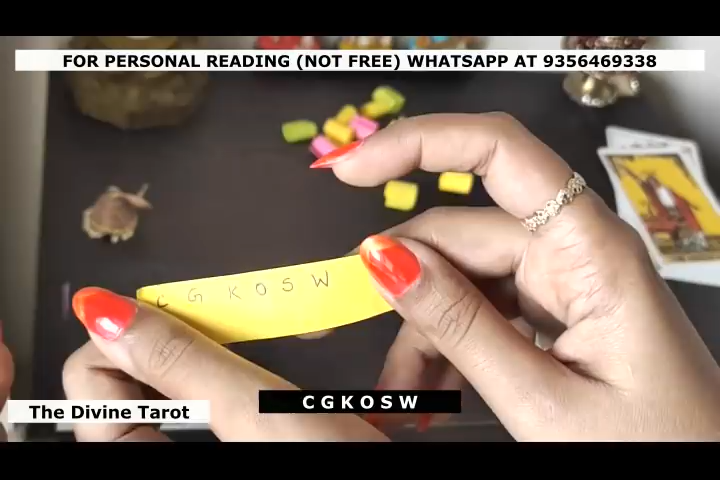 FOR PERSONAL READING (NOT FREE) WHATSAPP AT 9356469338
C G K O S W
The Divine Tarot
C G K O S W